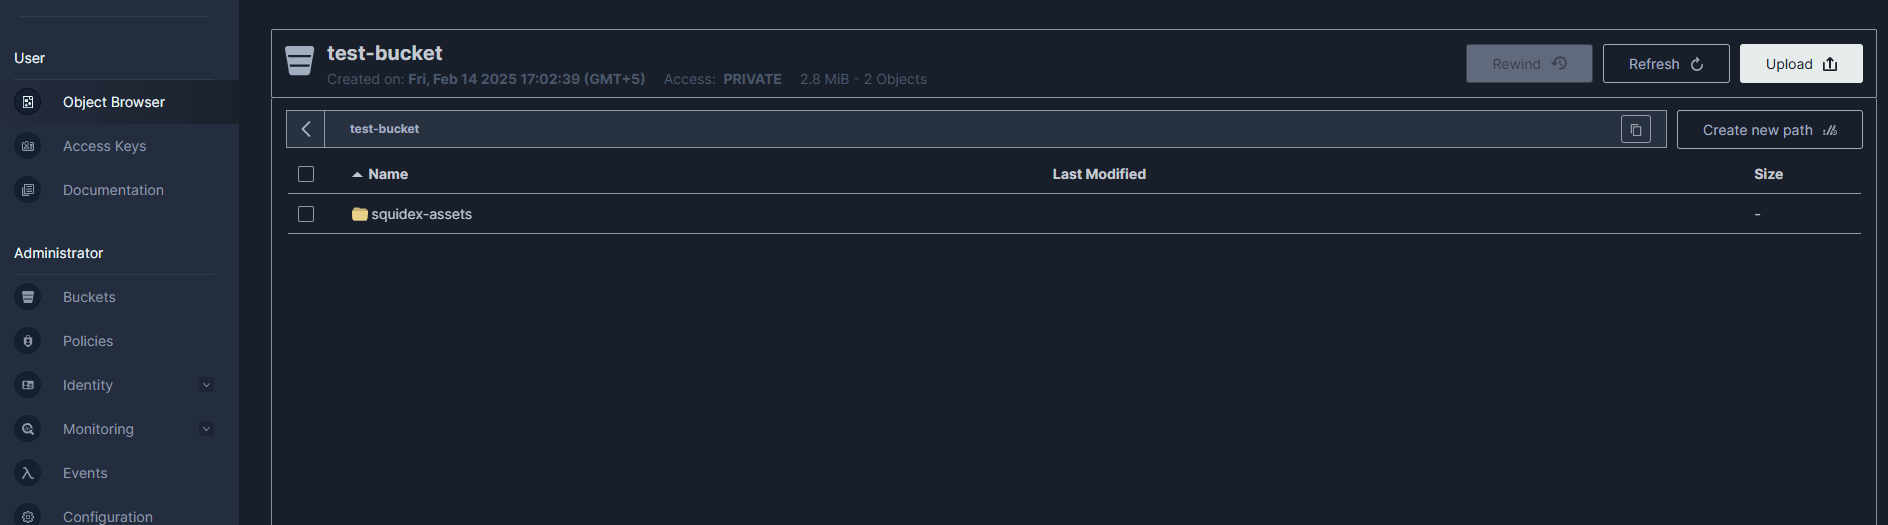 User
Object Browser
Access Keys
Documentation
Administrator
Buckets
Policies
Identity
Monitoring
Events
Configuration
test-bucket
Created on: Fri, Feb 14 2025 17:02:39 (GMT+5) Access: PRIVATE 2.8 MiB - 2 Objects
Rewind Refresh Upload
test-bucket
Create new path
Name Last Modified Size
squidex-assets -